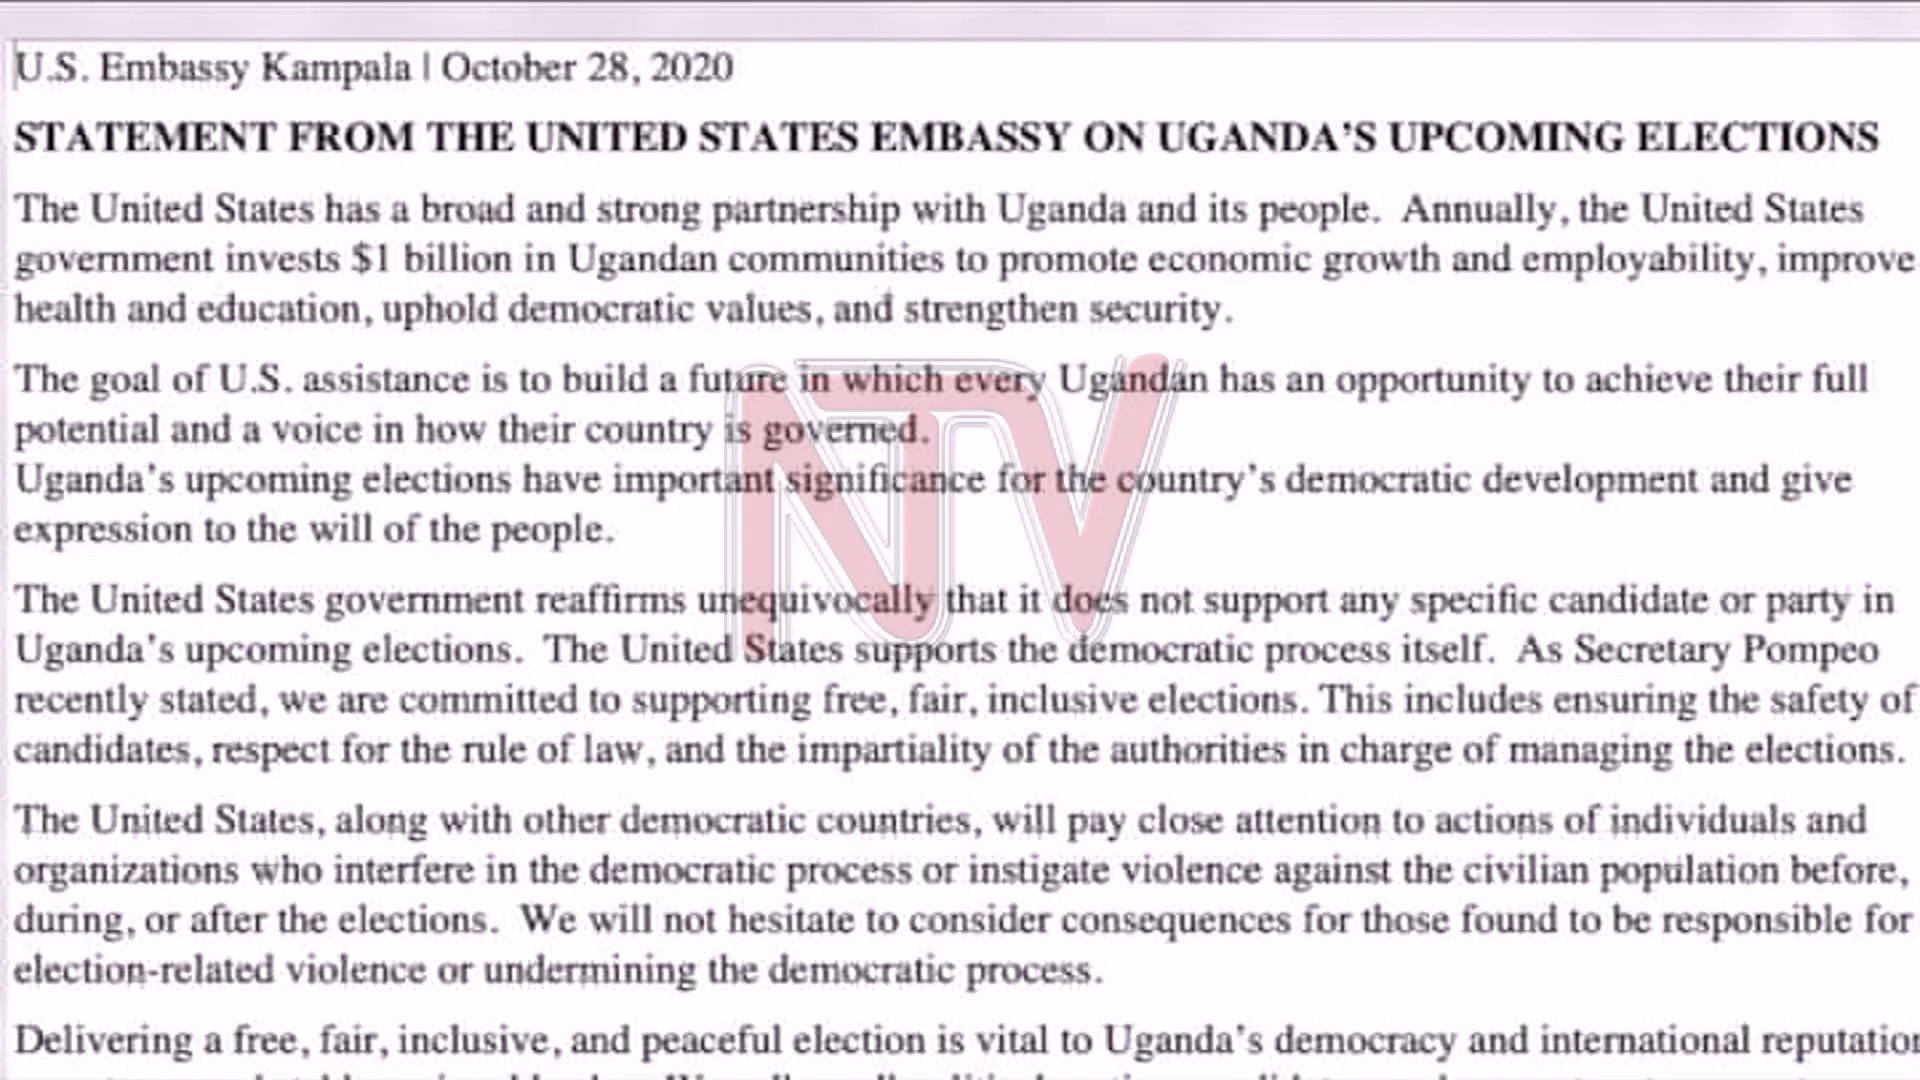 U.S. Embassy Kampala | October 28, 2020
STATEMENT FROM THE UNITED STATES EMBASSY ON UGANDA'S UPCOMING ELECTIONS
The United States has a broad and strong partnership with Uganda and its people.  Annually, the United States
government invests $1 billion in Ugandan communities to promote economic growth and employability, improve
health and education, uphold democratic values, and strengthen security.
The goal of U.S. assistance is to build a future in which every Ugandan has an opportunity to achieve their full
potential and a voice in how their country is governed.
Uganda's upcoming elections have important significance for the country's democratic development and give
expression to the will of the people.
NTV
The United States government reaffirms unequivocally that it does not support any specific candidate or party in
Uganda's upcoming elections.  The United States supports the democratic process itself.  As Secretary Pompeo
recently stated, we are committed to supporting free, fair, inclusive elections. This includes ensuring the safety of
candidates, respect for the rule of law, and the impartiality of the authorities in charge of managing the elections.
The United States, along with other democratic countries, will pay close attention to actions of individuals and
organizations who interfere in the democratic process or instigate violence against the civilian population before,
during, or after the elections.  We will not hesitate to consider consequences for those found to be responsible for
election-related violence or undermining the democratic process.
Delivering a free, fair, inclusive, and peaceful election is vital to Uganda's democracy and international reputation